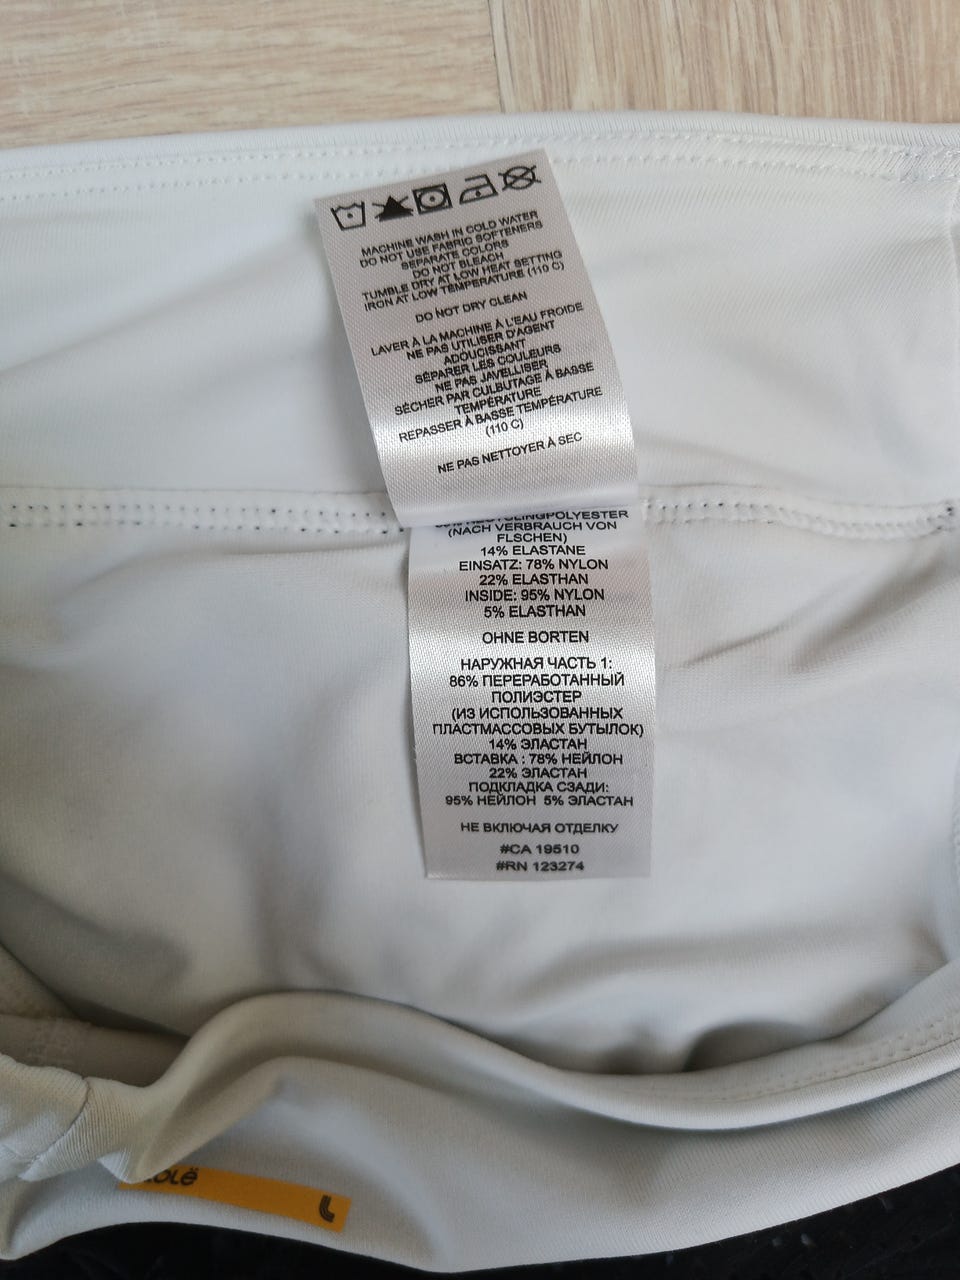 MACHINE WASH IN COLD WATER
DO NOT USE FABRIC SOFTENERS
SEPARATE COLORS
DO NOT BLEACH
TUMBLE DRY AT LOW HEAT SETTING
IRON AT LOW TEMPERATURE (110 C)
DO NOT DRY CLEAN
LAVER À LA MACHINE À L'EAU FROIDE
NE PAS UTILISER D'AGENT
ADOUCISSANT
SÉPARER LES COULEURS
NE PAS JAVELLISER
SÉCHER PAR CULBUTAGE À BASSE
TEMPÉRATURE
REPASSER À BASSE TEMPÉRATURE
(110 C)
NE PAS NETTOYER À SEC
(NACH VERBRAUCH VON
FLSCHEN)
14% ELASTANE
EINSATZ: 78% NYLON
22% ELASTHAN
INSIDE: 95% NYLON
5% ELASTHAN
OHNE BORTEN
НАРУЖНАЯ ЧАСТЬ 1:
86% ПЕРЕРАБОТАННЫЙ
ПОЛИЭСТЕР
(ИЗ ИСПОЛЬЗОВАННЫХ
ПЛАСТМАССОВЫХ БУТЫЛОК)
14% ЭЛАСТАН
ВСТАВКА : 78% НЕЙЛОН
22% ЭЛАСТАН
ПОДКЛАДКА СЗАДИ:
95% НЕЙЛОН 5% ЭЛАСТАН
НЕ ВКЛЮЧАЯ ОТДЕЛКУ
#CA 19510
#RN 123274
L